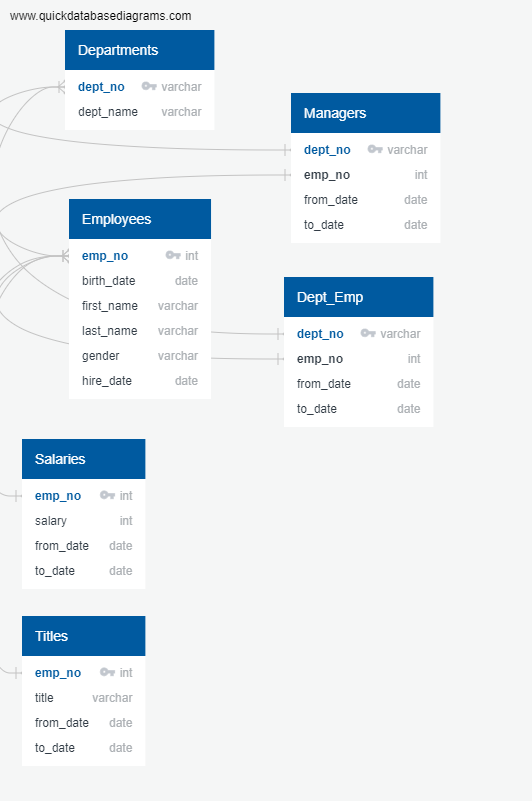 www.quickdatabasediagrams.com
Departments
dept_no varchar
dept_name varchar
Managers
dept_no varchar
emp_no int
from_date date
to_date date
Employees
emp_no int
birth_date date
first_name varchar
last_name varchar
gender varchar
hire_date date
Dept_Emp
dept_no varchar
emp_no int
from_date date
to_date date
Salaries
emp_no int
salary int
from_date date
to_date date
Titles
emp_no int
title varchar
from_date date
to_date date